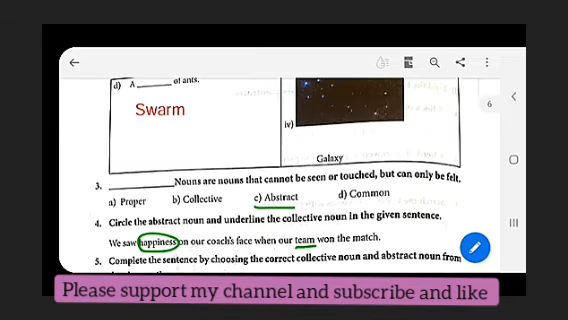 d) A ______ of ants.
Swarm
iv)
Galaxy
6
3. ______ Nouns are nouns that cannot be seen or touched, but can only be felt.
a) Proper b) Collective c) Abstract d) Common
4. Circle the abstract noun and underline the collective noun in the given sentence.
We saw happiness on our coach's face when our team won the match.
5. Complete the sentence by choosing the correct collective noun and abstract noun from
Please support my channel and subscribe and like